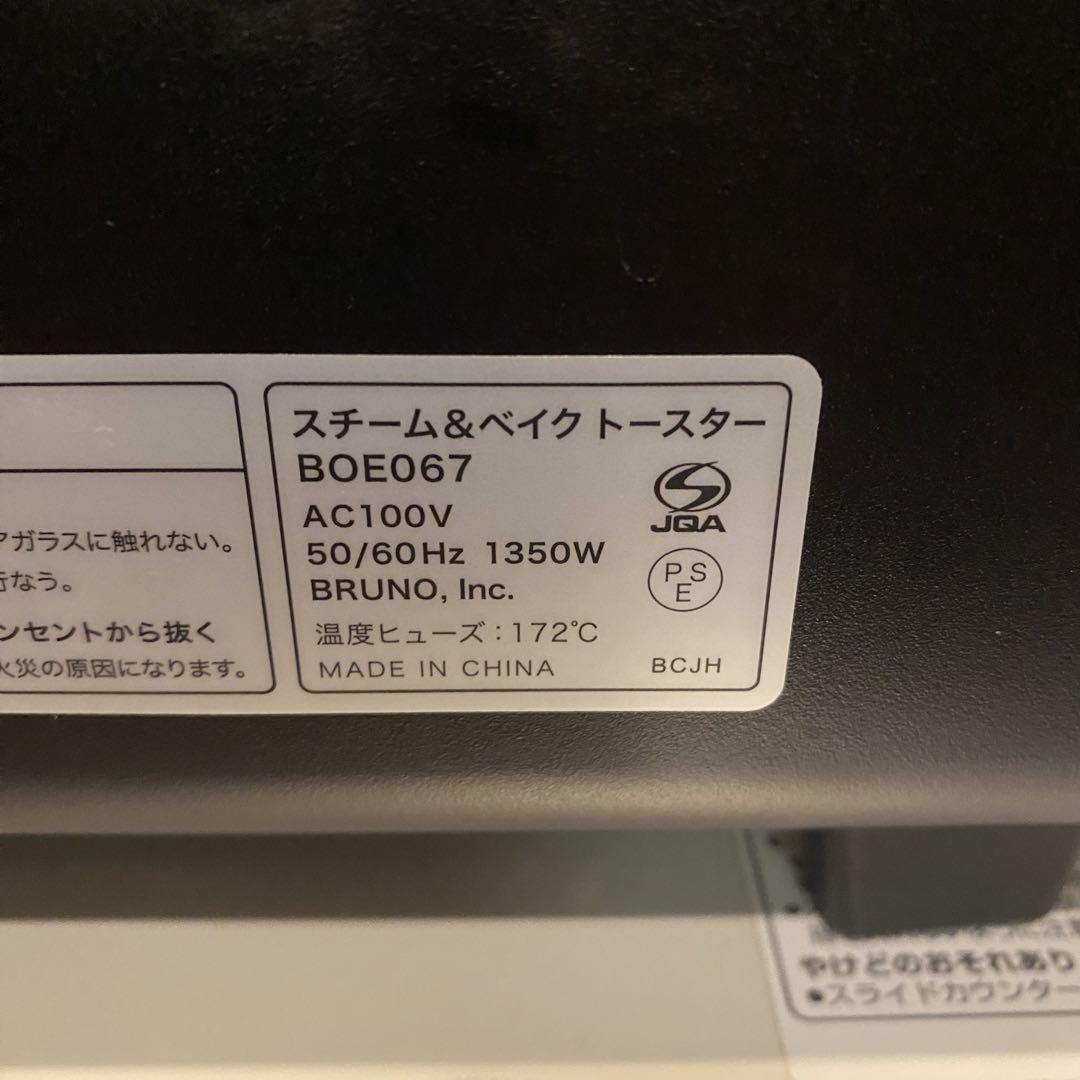 スチーム&ベイク トースター
BOE067
AC100V
50/60Hz 1350W
BRUNO, Inc.
温度ヒューズ:172℃
MADE IN CHINA
BCJH
JQA
PSE
ガラスに触れない。
行なう。
ンセントから抜く
火災の原因になります。
やけどのおそれあり
●スライドカウンター